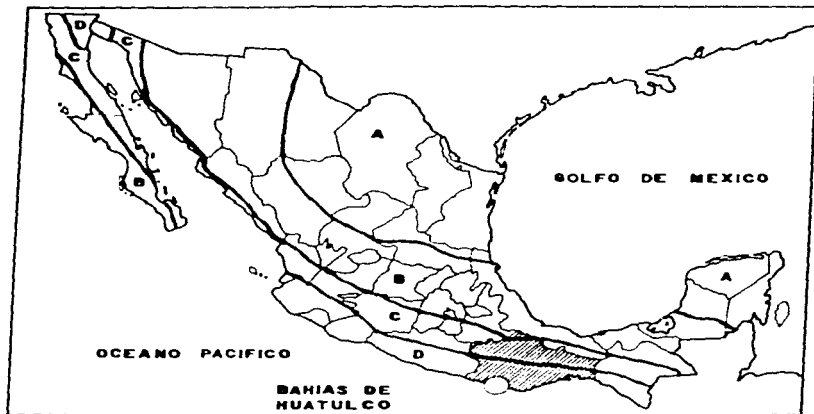 D
C
C
A
GOLFO DE MEXICO
B
A
B
C
OCEANO PACIFICO
D
BAHIAS DE
HUATULCO